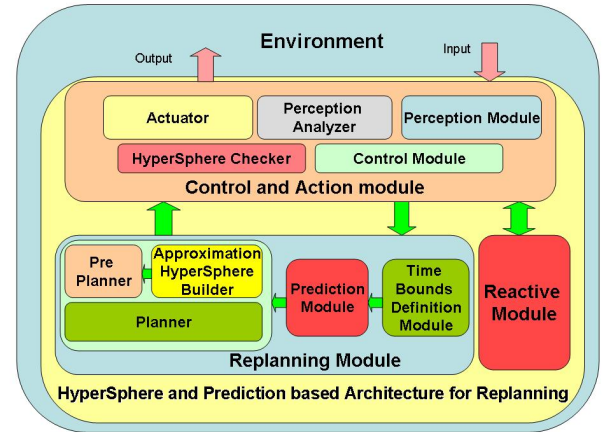 Environment
Output
Input
Actuator
Perception
Analyzer
Perception Module
HyperSphere Checker
Control Module
Control and Action module
Pre
Planner
Approximation
HyperSphere
Builder
Planner
Prediction
Module
Time
Bounds
Definition
Module
Reactive
Module
Replanning Module
HyperSphere and Prediction based Architecture for Replanning